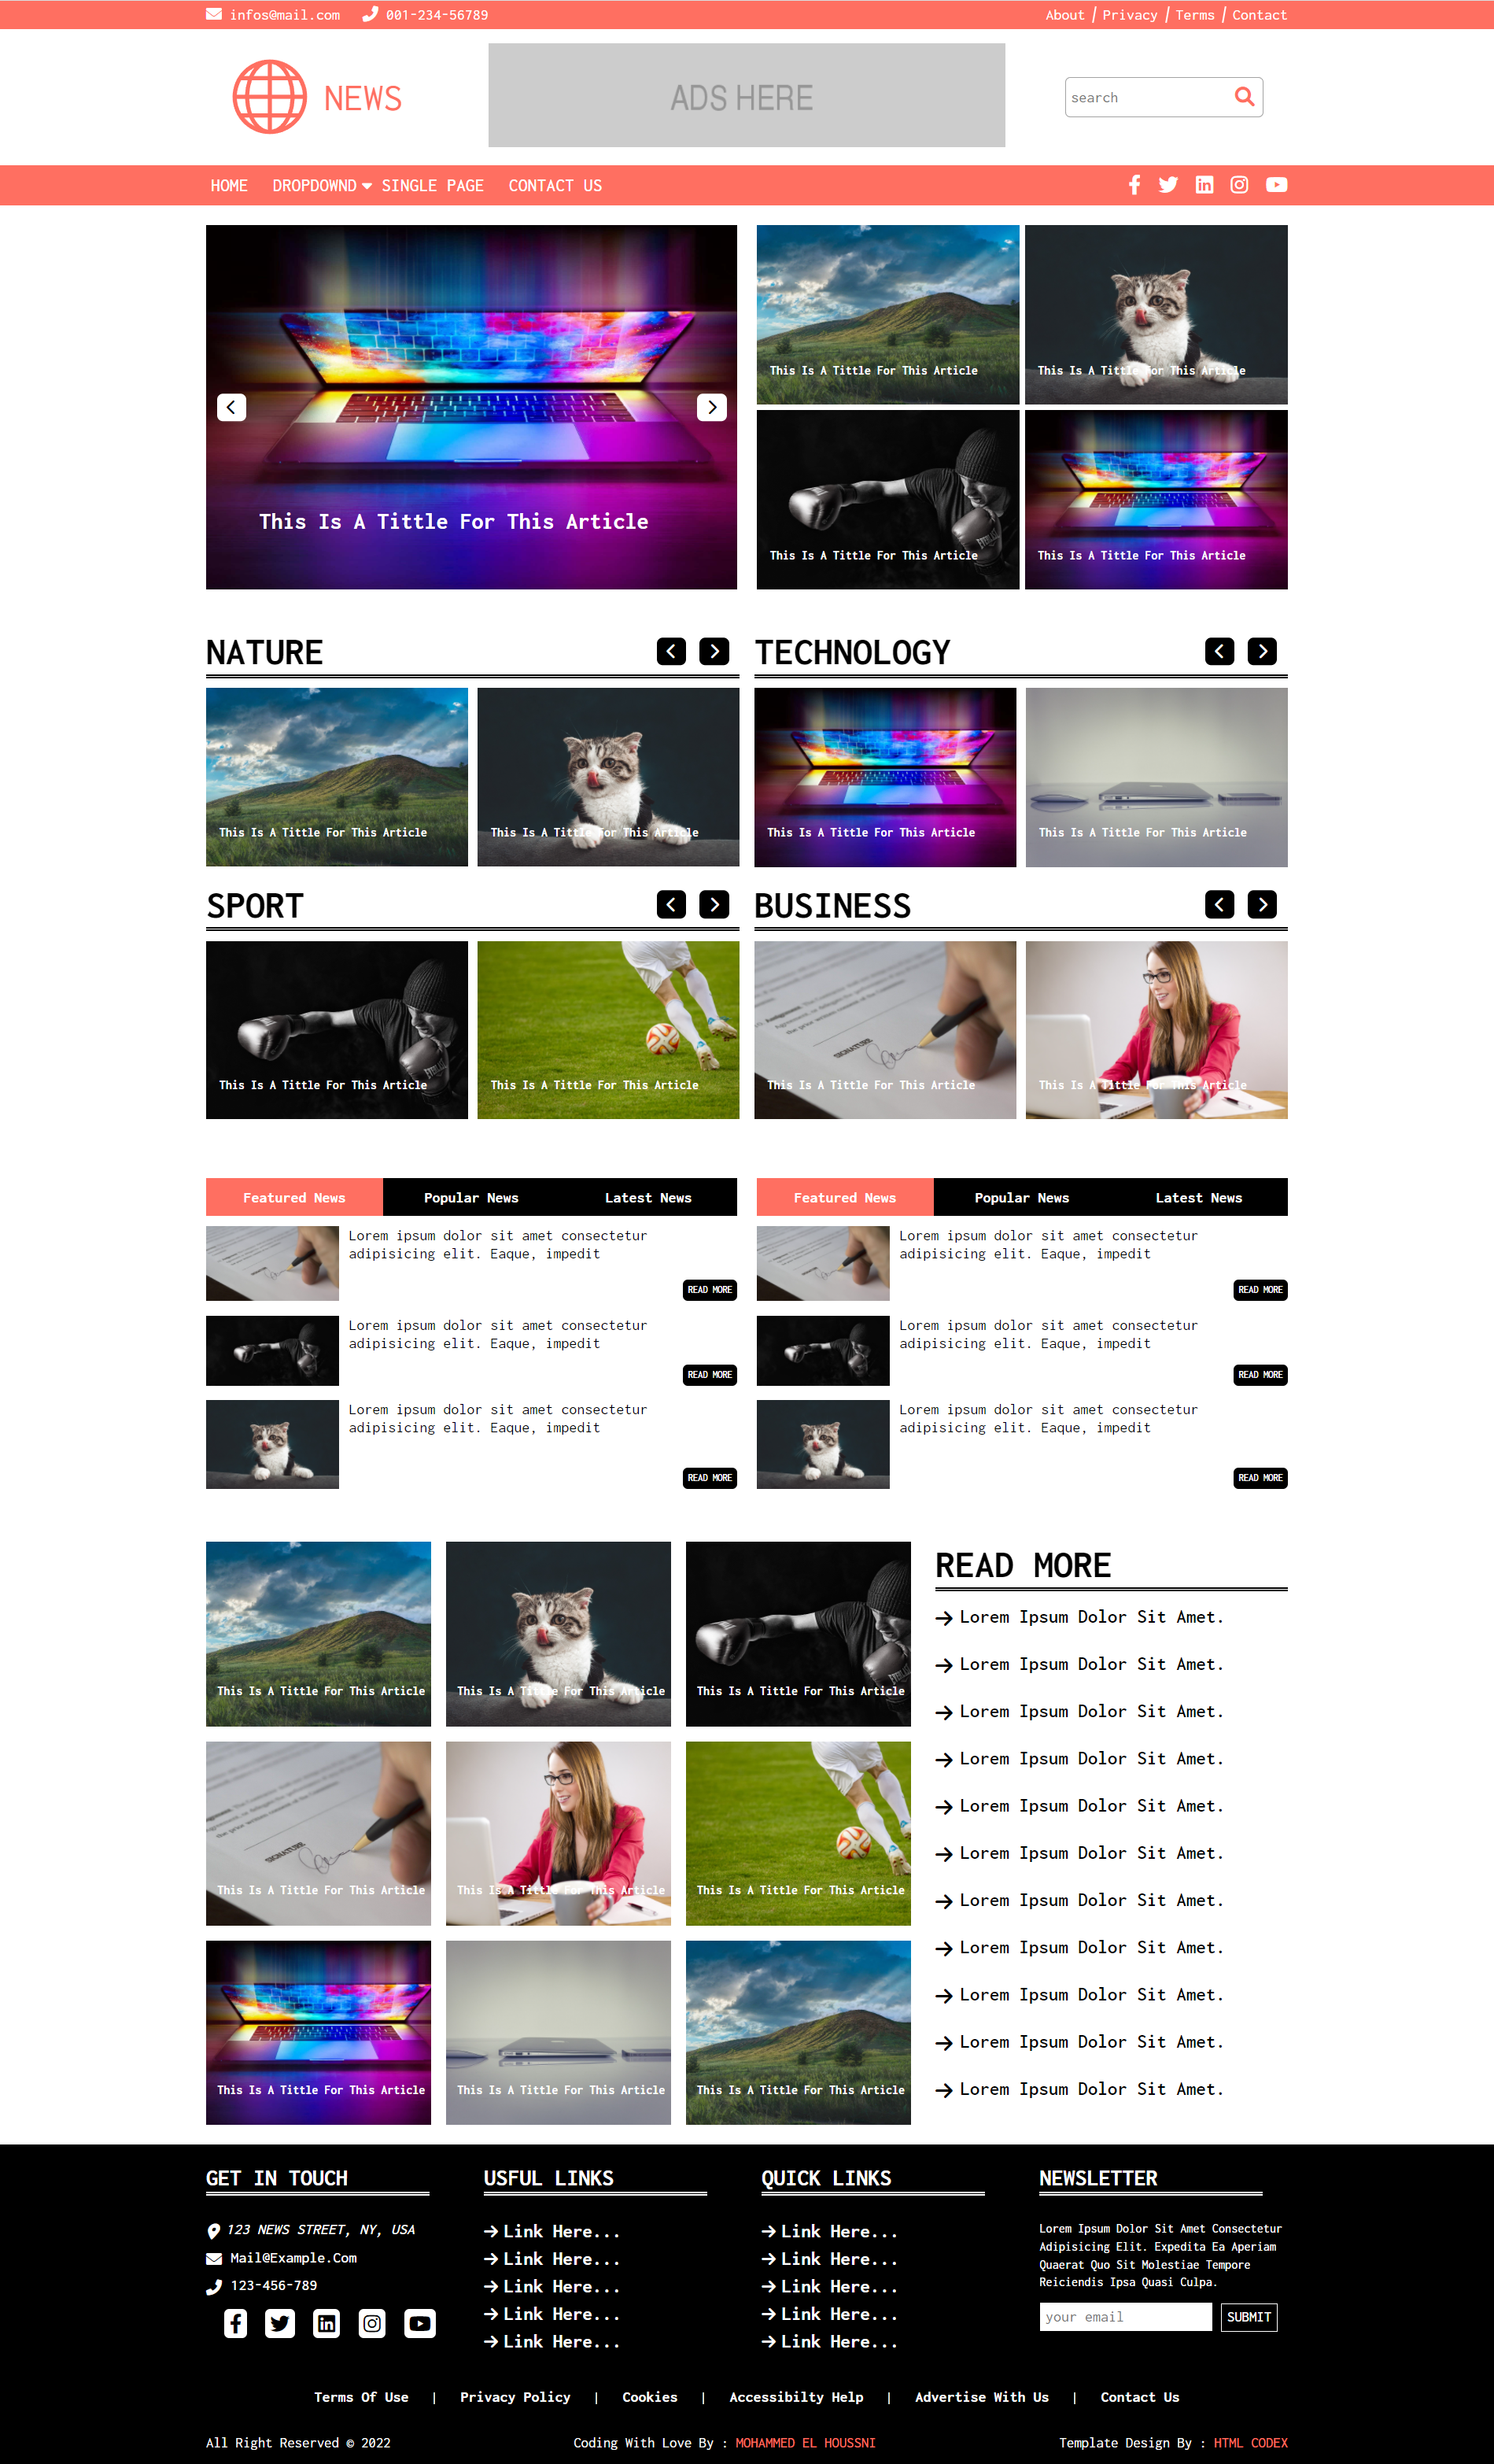 infos@mail.com 001-234-56789 About / Privacy / Terms / Contact
NEWS
ADS HERE
search
HOME DROPDOWND SINGLE PAGE CONTACT US
This Is A Tittle For This Article
This Is A Tittle For This Article
This Is A Tittle For This Article
This Is A Tittle For This Article
This Is A Tittle For This Article
NATURE
TECHNOLOGY
This Is A Tittle For This Article
This Is A Tittle For This Article
This Is A Tittle For This Article
This Is A Tittle For This Article
SPORT
BUSINESS
SIGNATURE
This Is A Tittle For This Article
This Is A Tittle For This Article
This Is A Tittle For This Article
This Is A Tittle For This Article
Featured News Popular News Latest News
Lorem ipsum dolor sit amet consectetur
adipisicing elit. Eaque, impedit
READ MORE
Lorem ipsum dolor sit amet consectetur
adipisicing elit. Eaque, impedit
READ MORE
Lorem ipsum dolor sit amet consectetur
adipisicing elit. Eaque, impedit
READ MORE
Featured News Popular News Latest News
Lorem ipsum dolor sit amet consectetur
adipisicing elit. Eaque, impedit
READ MORE
Lorem ipsum dolor sit amet consectetur
adipisicing elit. Eaque, impedit
READ MORE
Lorem ipsum dolor sit amet consectetur
adipisicing elit. Eaque, impedit
READ MORE
This Is A Tittle For This Article
This Is A Tittle For This Article
This Is A Tittle For This Article
SIGNATURE
This Is A Tittle For This Article
This Is A Tittle For This Article
This Is A Tittle For This Article
This Is A Tittle For This Article
This Is A Tittle For This Article
This Is A Tittle For This Article
READ MORE
Lorem Ipsum Dolor Sit Amet.
Lorem Ipsum Dolor Sit Amet.
Lorem Ipsum Dolor Sit Amet.
Lorem Ipsum Dolor Sit Amet.
Lorem Ipsum Dolor Sit Amet.
Lorem Ipsum Dolor Sit Amet.
Lorem Ipsum Dolor Sit Amet.
Lorem Ipsum Dolor Sit Amet.
Lorem Ipsum Dolor Sit Amet.
Lorem Ipsum Dolor Sit Amet.
Lorem Ipsum Dolor Sit Amet.
GET IN TOUCH
123 NEWS STREET, NY, USA
Mail@Example.Com
123-456-789
USFUL LINKS
Link Here...
Link Here...
Link Here...
Link Here...
Link Here...
QUICK LINKS
Link Here...
Link Here...
Link Here...
Link Here...
Link Here...
NEWSLETTER
Lorem Ipsum Dolor Sit Amet Consectetur
Adipisicing Elit. Expedita Ea Aperiam
Quaerat Quo Sit Molestiae Tempore
Reiciendis Ipsa Quasi Culpa.
your email SUBMIT
Terms Of Use | Privacy Policy | Cookies | Accessibilty Help | Advertise With Us | Contact Us
All Right Reserved © 2022 Coding With Love By : MOHAMMED EL HOUSSNI Template Design By : HTML CODEX